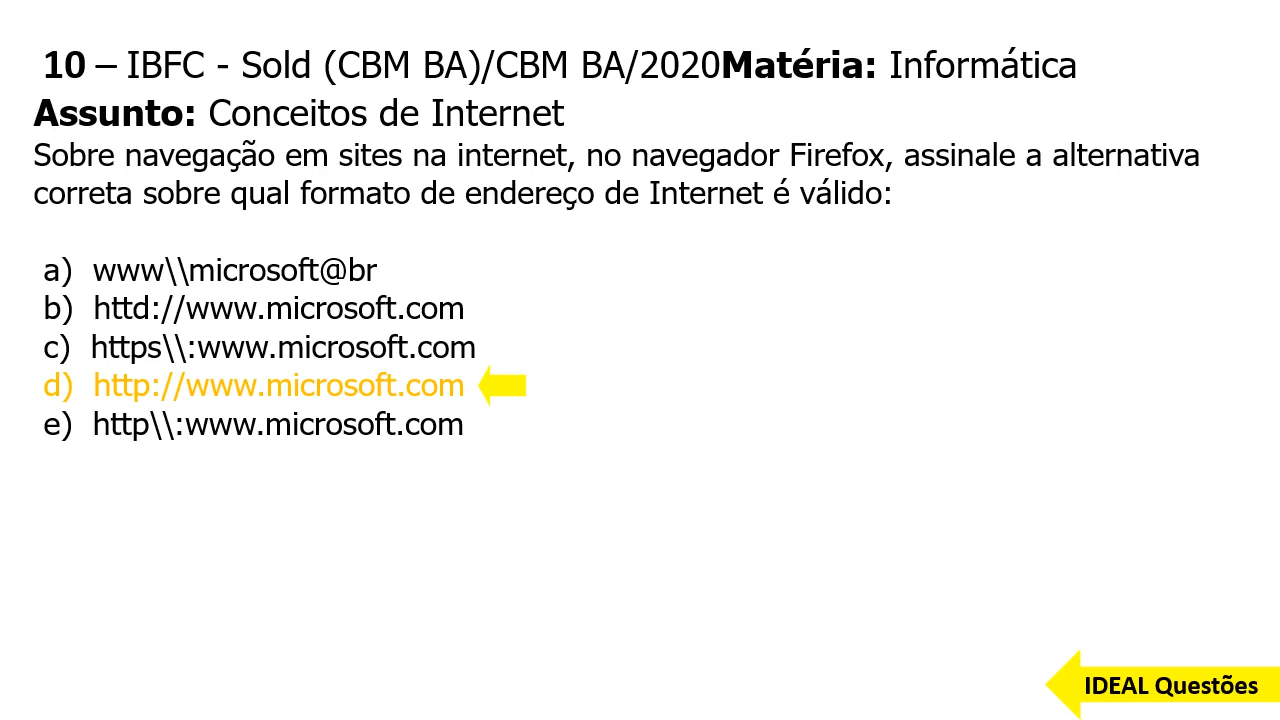 10 – IBFC - Sold (CBM BA)/CBM BA/2020Matéria: Informática
Assunto: Conceitos de Internet
Sobre navegação em sites na internet, no navegador Firefox, assinale a alternativa
correta sobre qual formato de endereço de Internet é válido:
a) www\\microsoft@br
b) httd://www.microsoft.com
c) https\\:www.microsoft.com
d) http://www.microsoft.com
e) http\\:www.microsoft.com
IDEAL Questões